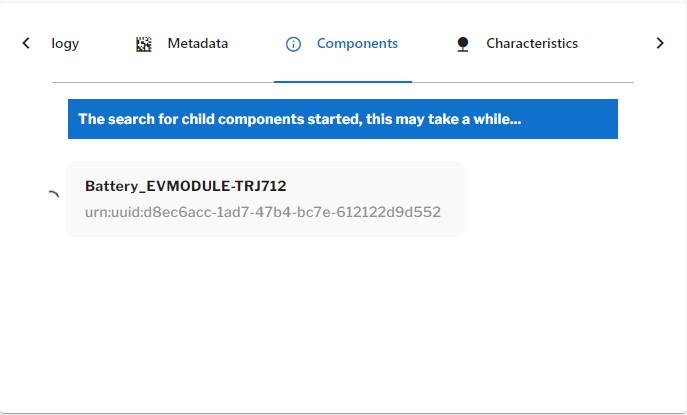 logy Metadata Components Characteristics
The search for child components started, this may take a while...
Battery_EVMODULE-TRJ712
urn:uuid:d8ec6acc-1ad7-47b4-bc7e-612122d9d552